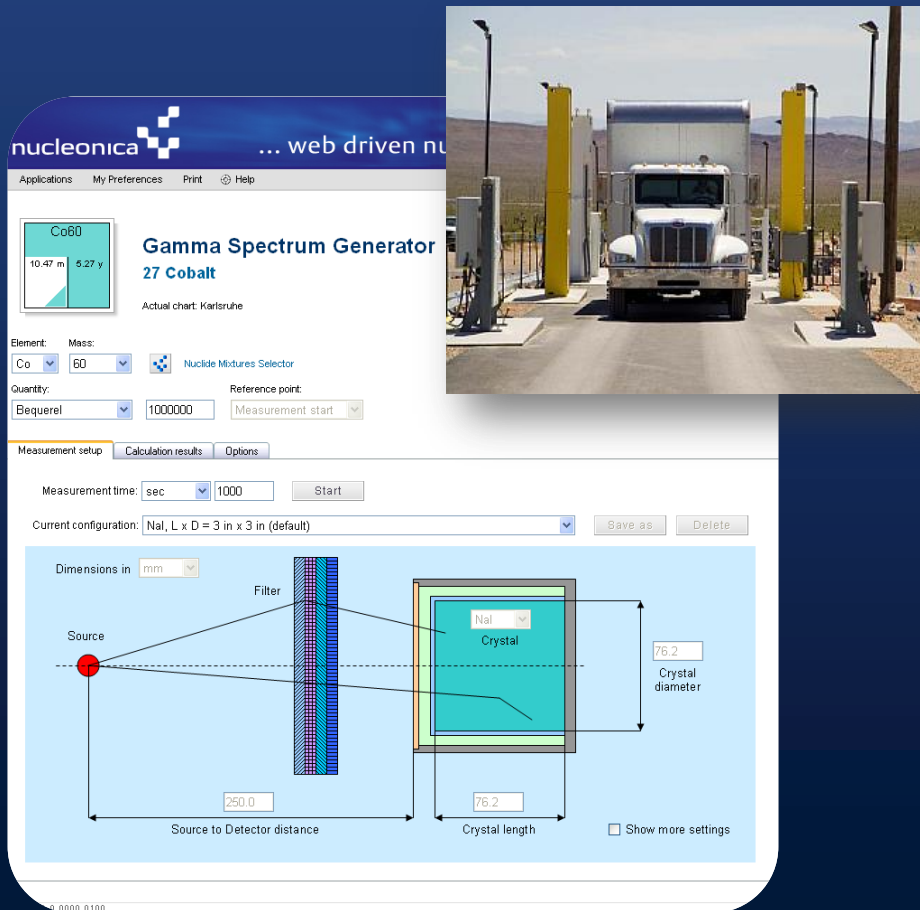 nucleonica
... web driven nu
Applications My Preferences Print Help
Co60
10.47 m 5.27 y
Gamma Spectrum Generator
27 Cobalt
Actual chart: Karlsruhe
Element: Mass:
Co 60 Nuclide Mixtures Selector
Quantity: Reference point:
Bequerel 1000000 Measurement start
Measurement setup Calculation results Options
Measurement time: sec 1000 Start
Current configuration: NaI, L x D = 3 in x 3 in (default) Save as Delete
Dimensions in mm
Filter
Source
NaI
Crystal
76.2
Crystal
diameter
250.0
76.2
Source to Detector distance
Crystal length
Show more settings